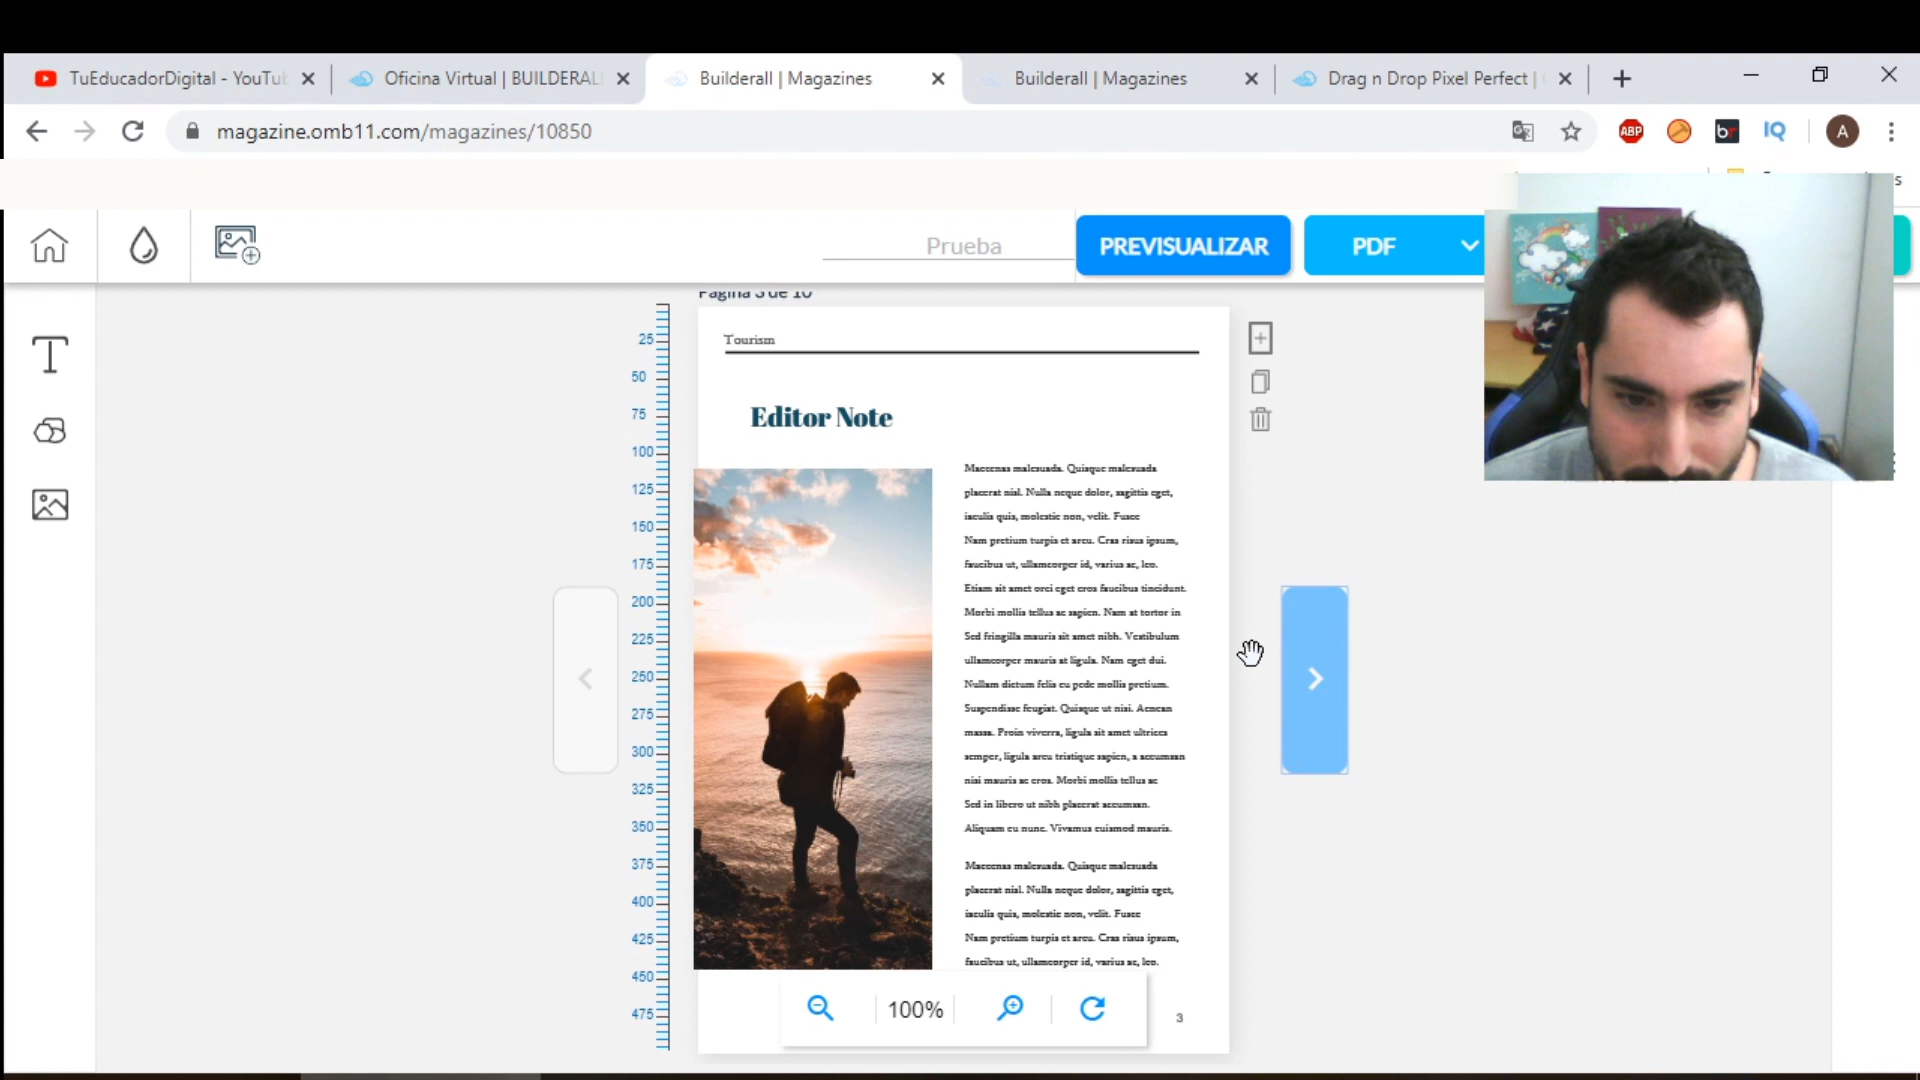 TuEducadorDigital - YouTu
Oficina Virtual | BUILDERAL
Builderall | Magazines
Builderall | Magazines
Drag n Drop Pixel Perfect |
magazine.omb11.com/magazines/10850
ABP
br
IQ
A
s
Prueba
PREVISUALIZAR
PDF
Página 3 de 10
25
50
75
100
125
150
175
200
225
250
275
300
325
350
375
400
425
450
475
Tourism
Editor Note
Maecenas malesuada. Quisque malesuada
placerat nisl. Nulla neque dolor, sagittis eget,
iaculis quis, molestie non, velit. Fusce
Nam pretium turpis et arcu. Cras risus ipsum,
faucibus ut, ullamcorper id, varius ac, leo.
Etiam sit amet orci eget eros faucibus tincidunt.
Morbi mollis tellus ac sapien. Nam at tortor in
Sed fringilla mauris sit amet nibh. Vestibulum
ullamcorper mauris at ligula. Nam eget dui.
Nullam dictum felis eu pede mollis pretium.
Suspendisse feugiat. Quisque ut nisi. Aenean
massa. Proin viverra, ligula sit amet ultrices
semper, ligula arcu tristique sapien, a accumsan
nisi mauris ac eros. Morbi mollis tellus ac
Sed in libero ut nibh placerat accumsan.
Aliquam eu nunc. Vivamus euismod mauris.
Maecenas malesuada. Quisque malesuada
placerat nisl. Nulla neque dolor, sagittis eget,
iaculis quis, molestie non, velit. Fusce
Nam pretium turpis et arcu. Cras risus ipsum,
faucibus ut, ullamcorper id, varius ac, leo.
100%
3